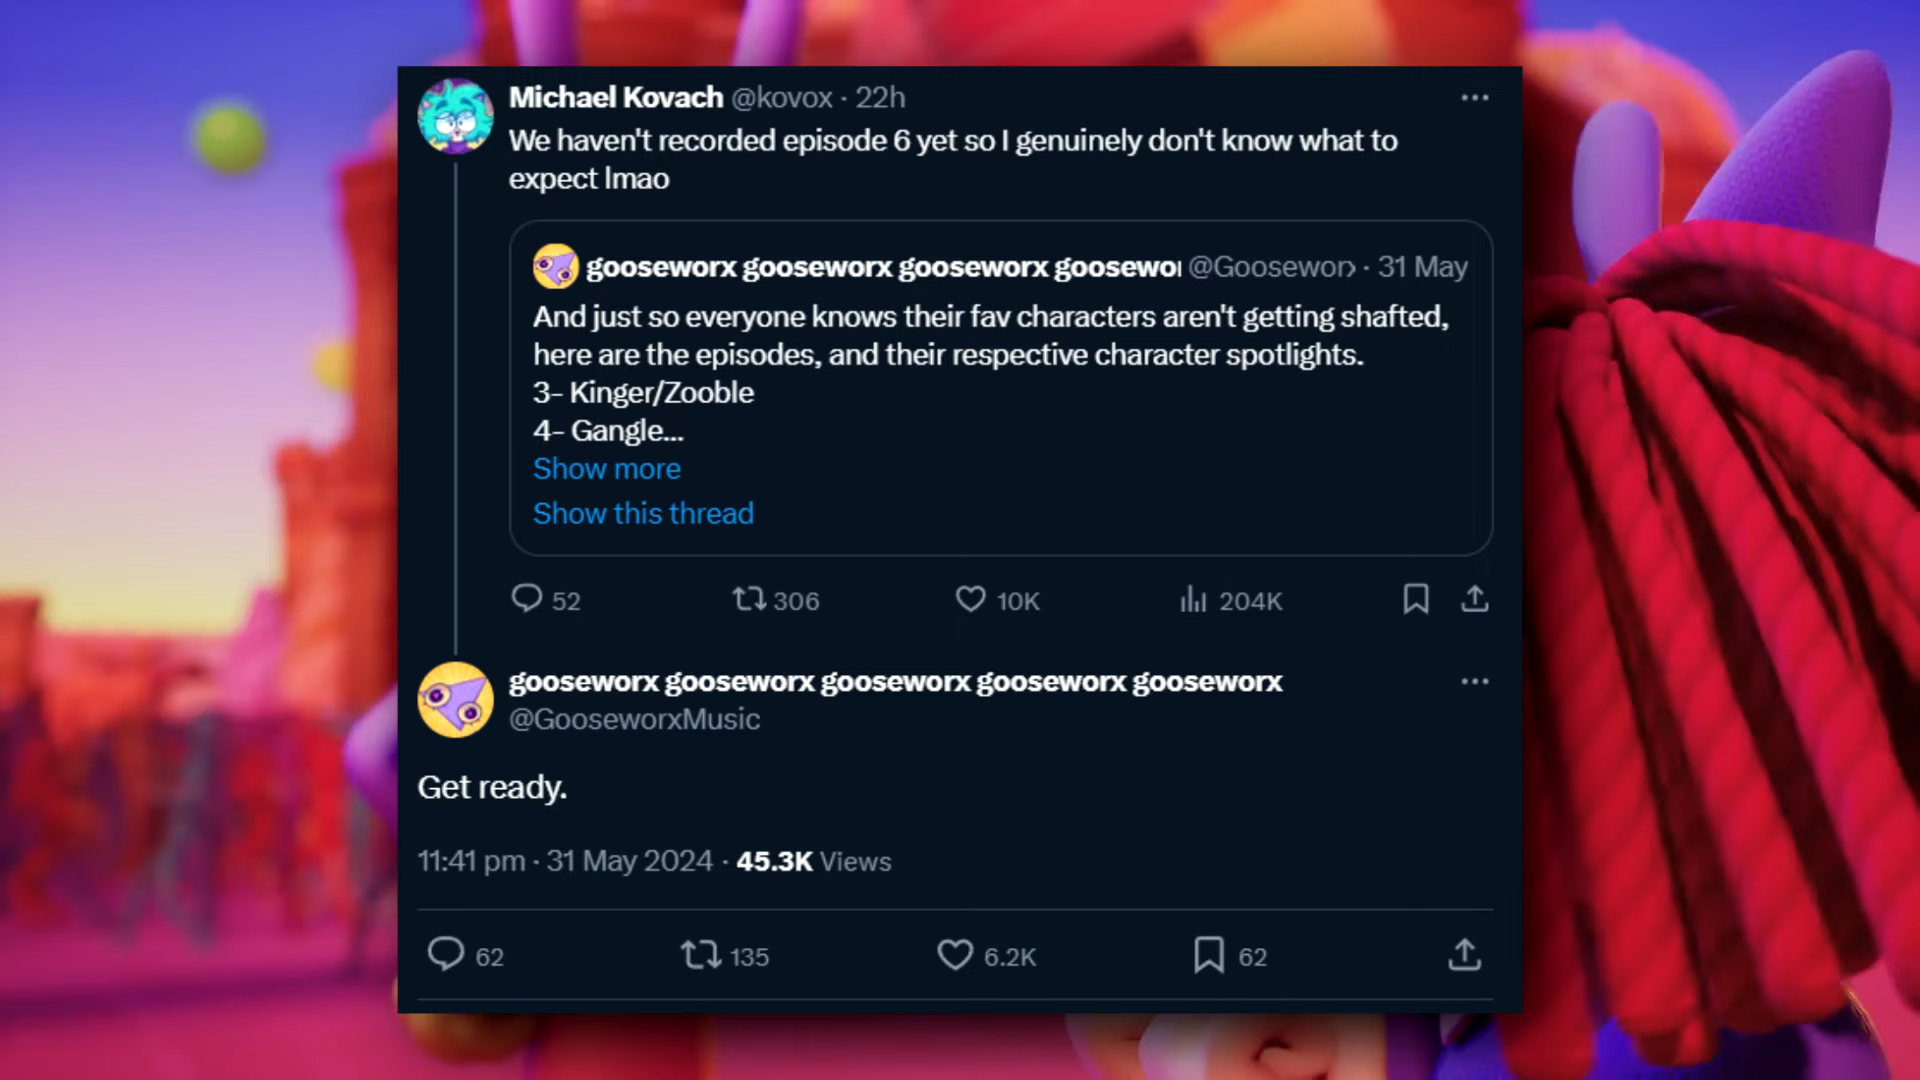 Michael Kovach @kovox · 22h
We haven't recorded episode 6 yet so I genuinely don't know what to
expect lmao
gooseworx gooseworx gooseworx goosewo @Gooseworx · 31 May
And just so everyone knows their fav characters aren't getting shafted,
here are the episodes, and their respective character spotlights.
3- Kinger/Zooble
4- Gangle...
Show more
Show this thread
52 306 10K 204K
gooseworx gooseworx gooseworx gooseworx gooseworx
@GooseworxMusic
Get ready.
11:41 pm · 31 May 2024 · 45.3K Views
62 135 6.2K 62